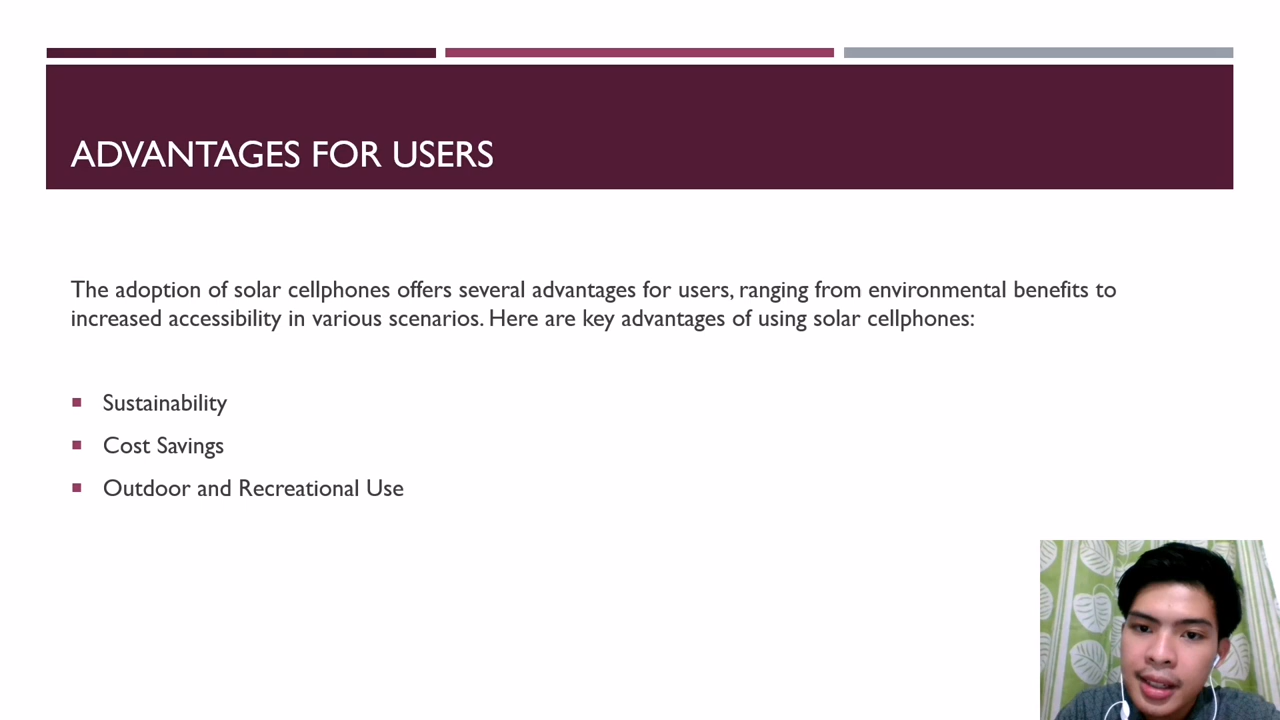 ADVANTAGES FOR USERS
The adoption of solar cellphones offers several advantages for users, ranging from environmental benefits to
increased accessibility in various scenarios. Here are key advantages of using solar cellphones:
Sustainability
Cost Savings
Outdoor and Recreational Use